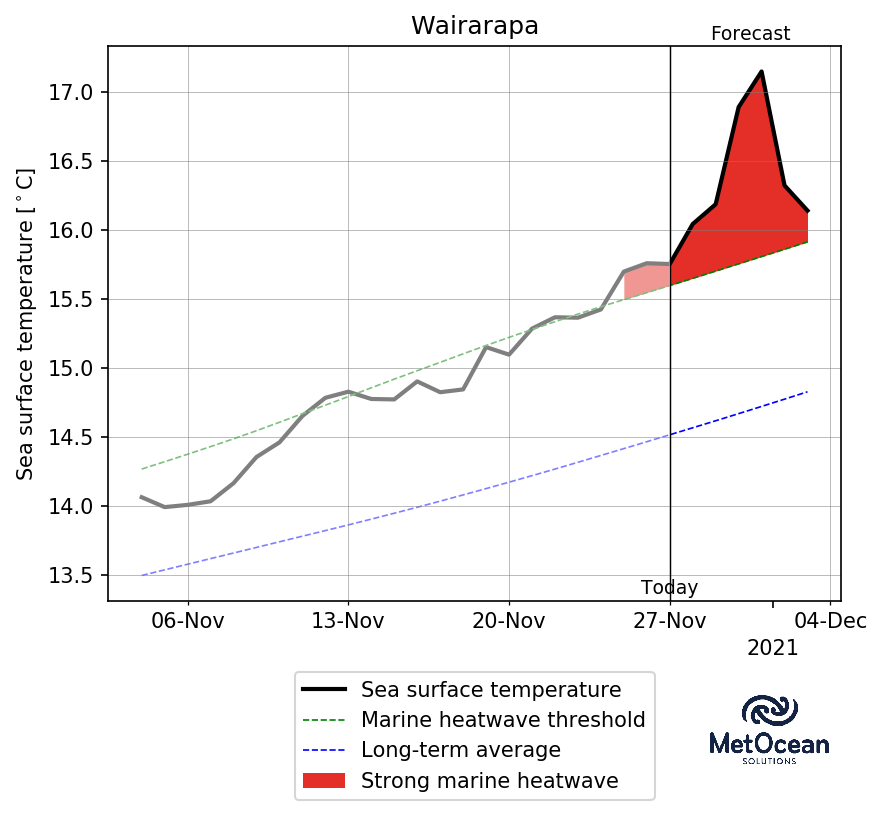 Wairarapa
Forecast
Sea surface temperature [°C]
17.0
16.5
16.0
15.5
15.0
14.5
14.0
13.5
Today
06-Nov 13-Nov 20-Nov 27-Nov 04-Dec
2021
Sea surface temperature
Marine heatwave threshold
Long-term average
Strong marine heatwave
MetOcean
SOLUTIONS